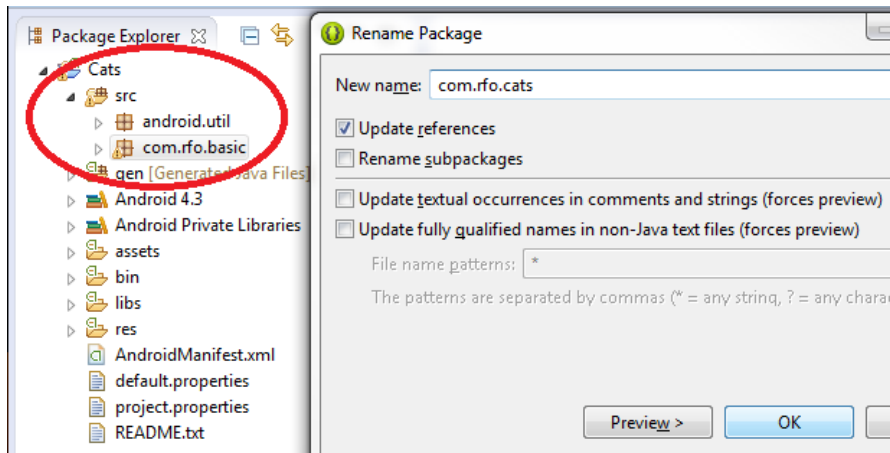 Package Explorer
Cats
src
android.util
com.rfo.basic
gen [Generated Java Files]
Android 4.3
Android Private Libraries
assets
bin
libs
res
AndroidManifest.xml
default.properties
project.properties
README.txt
Rename Package
New name: com.rfo.cats
Update references
Rename subpackages
Update textual occurrences in comments and strings (forces preview)
Update fully qualified names in non-Java text files (forces preview)
File name patterns: *
The patterns are separated by commas (* = any string, ? = any chara
Preview >
OK